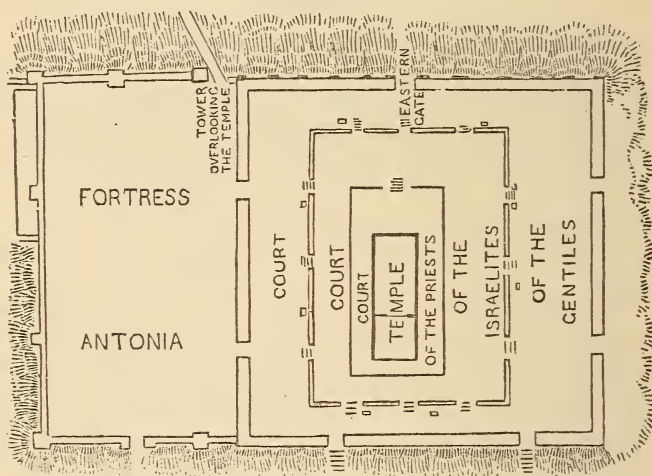 TOWER
OVERLOOKING
THE TEMPLE
EASTERN
GATE
FORTRESS
ANTONIA
COURT
OF THE
GENTILES
COURT
OF THE
ISRAELITES
COURT
OF THE PRIESTS
TEMPLE